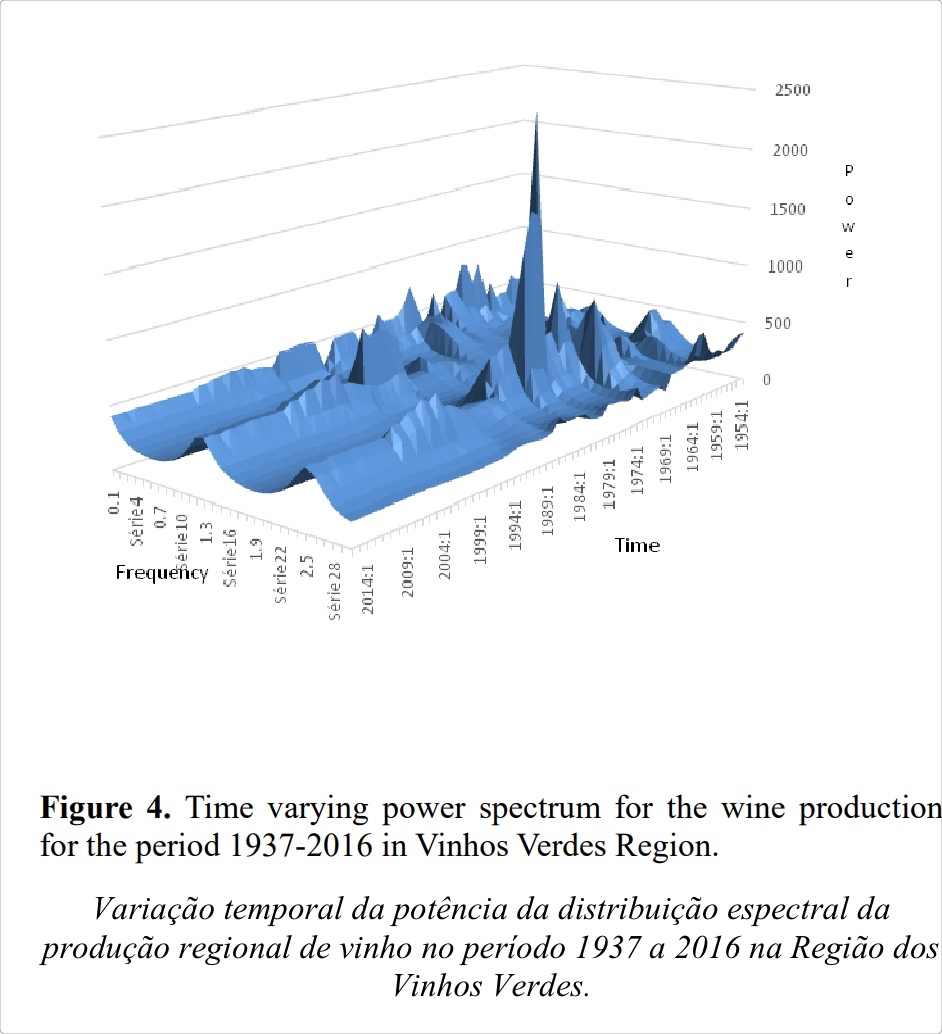 2500
2000
1500
1000
500
0
P
o
w
e
r
0.1
Série4
0.7
Série10
1.3
Série16
1.9
Série22
2.5
Série28
Frequency
2014:1
2009:1
2004:1
1999:1
1994:1
1989:1
1984:1
1979:1
1974:1
1969:1
1964:1
1959:1
1954:1
Time
Figure 4. Time varying power spectrum for the wine production
for the period 1937-2016 in Vinhos Verdes Region.
Variação temporal da potência da distribuição espectral da
produção regional de vinho no período 1937 a 2016 na Região dos
Vinhos Verdes.